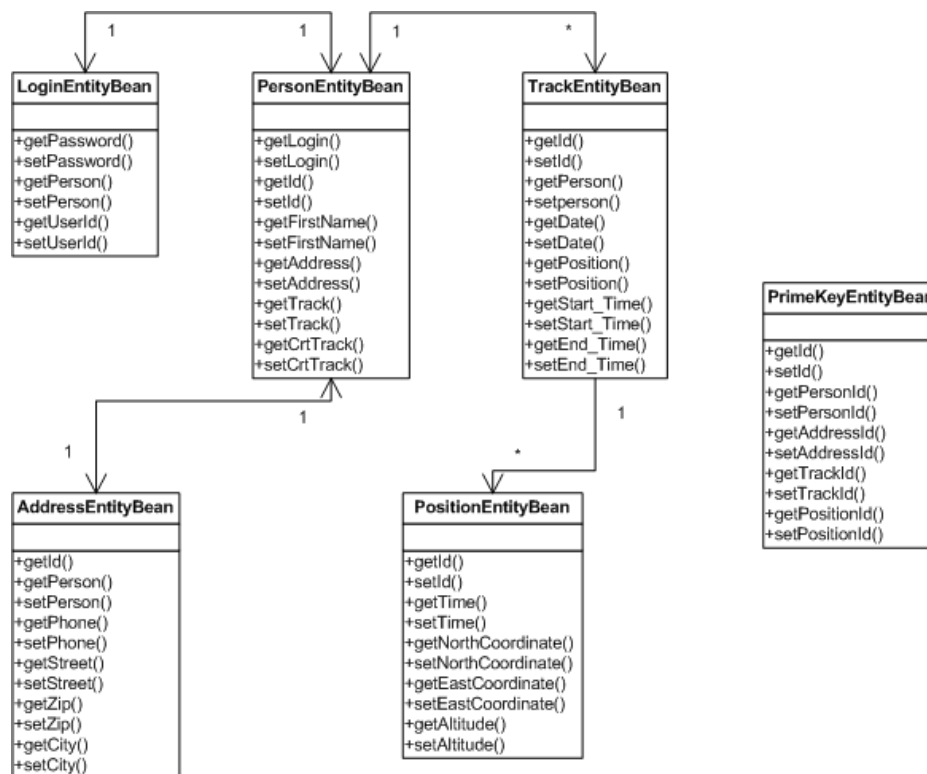 1
1
1
*
LoginEntityBean
+getPassword()
+setPassword()
+getPerson()
+setPerson()
+getUserId()
+setUserId()
PersonEntityBean
+getLogin()
+setLogin()
+getId()
+setId()
+getFirstName()
+setFirstName()
+getAddress()
+setAddress()
+getTrack()
+setTrack()
+getCrtTrack()
+setCrtTrack()
TrackEntityBean
+getId()
+setId()
+getPerson()
+setperson()
+getDate()
+setDate()
+getPosition()
+setPosition()
+getStart_Time()
+setStart_Time()
+getEnd_Time()
+setEnd_Time()
PrimeKeyEntityBean
+getId()
+setId()
+getPersonId()
+setPersonId()
+getAddressId()
+setAddressId()
+getTrackId()
+setTrackId()
+getPositionId()
+setPositionId()
1
1
1
*
AddressEntityBean
+getId()
+getPerson()
+setPerson()
+getPhone()
+setPhone()
+getStreet()
+setStreet()
+getZip()
+setZip()
+getCity()
+setCity()
PositionEntityBean
+getId()
+setId()
+getTime()
+setTime()
+getNorthCoordinate()
+setNorthCoordinate()
+getEastCoordinate()
+setEastCoordinate()
+getAltitude()
+setAltitude()